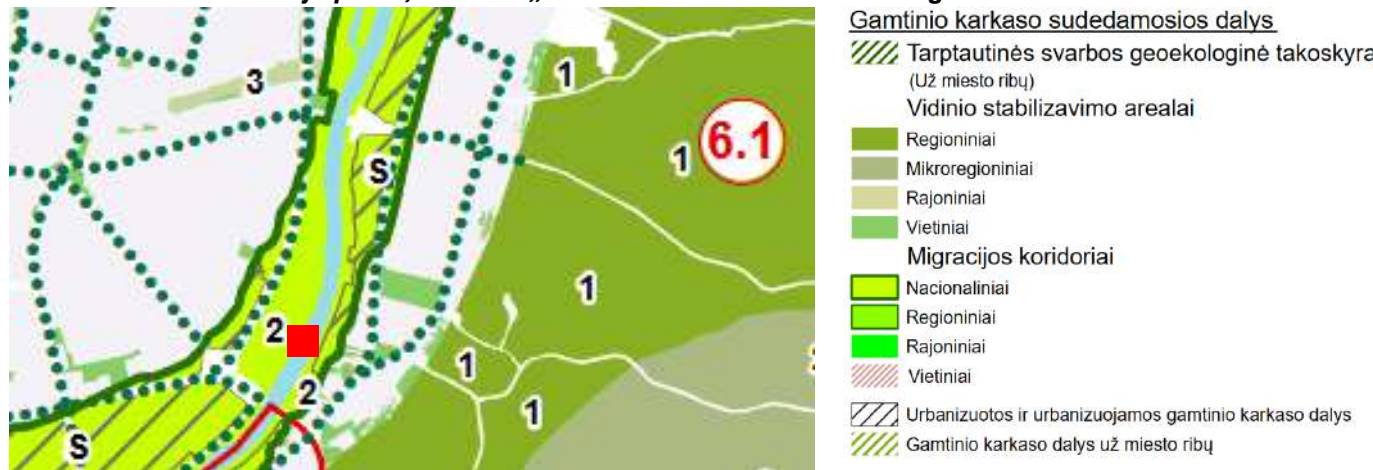 Gamtinio karkaso sudedamosios dalys
Tarptautinės svarbos geoekologinė takoskyra
(Už miesto ribų)
Vidinio stabilizavimo arealai
Regioniniai
Mikroregioniniai
Rajoniniai
Vietiniai
Migracijos koridoriai
Nacionaliniai
Regioniniai
Rajoniniai
Vietiniai
Urbanizuotos ir urbanizuojamos gamtinio karkaso dalys
Gamtinio karkaso dalys už miesto ribų
3
1
6.1
1
S
1
2
1
2
1
S